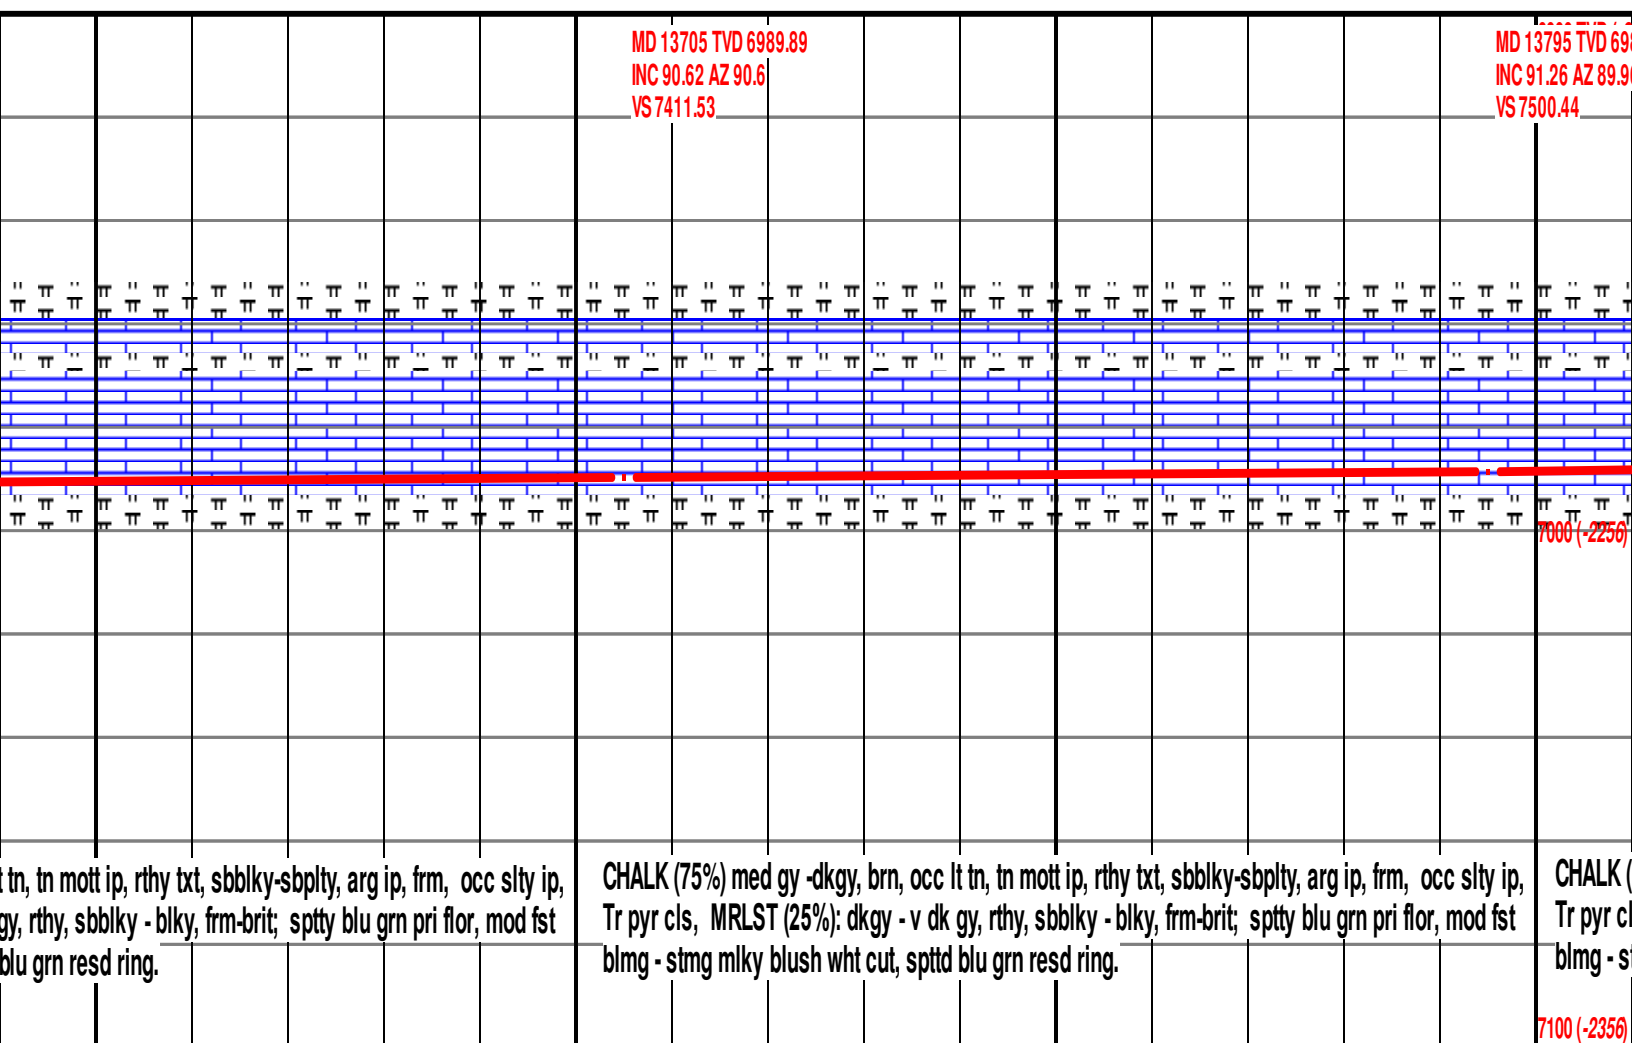 MD 13705 TVD 6989.89
INC 90.62 AZ 90.6
VS 7411.53
MD 13795 TVD 698
INC 91.26 AZ 89.9
VS 7500.44
7000 (-2256)
tn, tn mott ip, rthy txt, sbblky-sbplty, arg ip, frm, occ slty ip,
gy, rthy, sbblky - blky, frm-brit; sptty blu grn pri flor, mod fst
blu grn resd ring.
CHALK (75%) med gy -dkgy, brn, occ lt tn, tn mott ip, rthy txt, sbblky-sbplty, arg ip, frm, occ slty ip,
Tr pyr cls, MRLST (25%): dkgy - v dk gy, rthy, sbblky - blky, frm-brit; sptty blu grn pri flor, mod fst
blmg - stmg mlky blush wht cut, spttd blu grn resd ring.
CHALK (
Tr pyr cl
blmg - st
7100 (-2356)